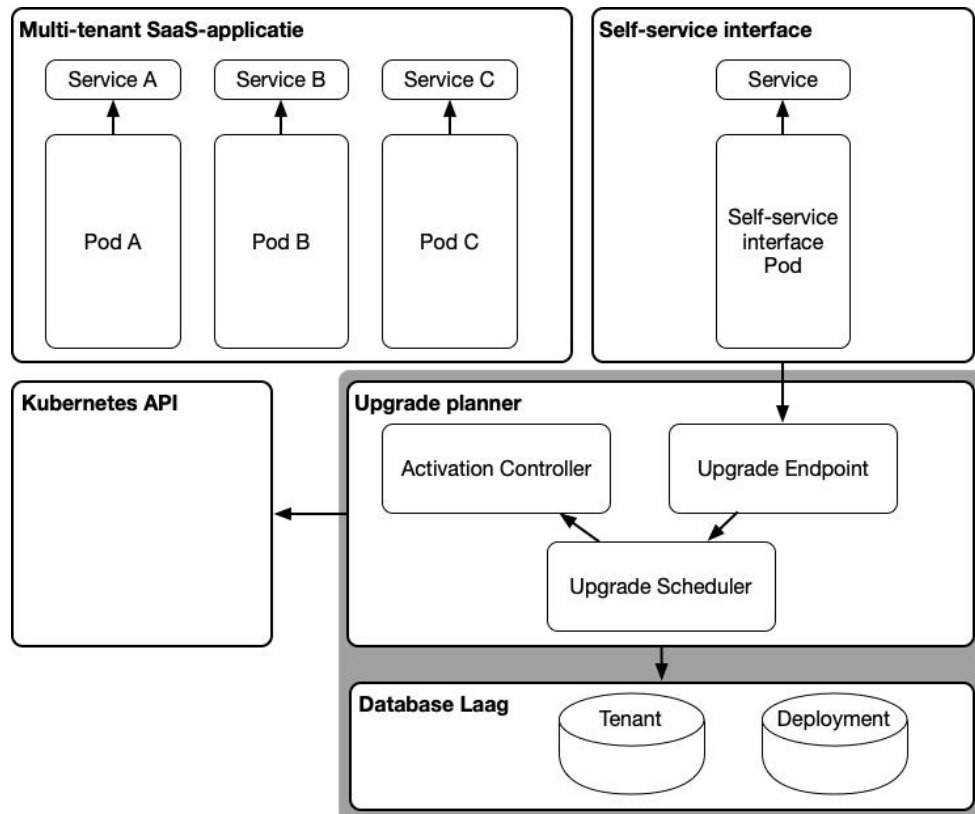 Multi-tenant SaaS-applicatie
Service A
Service B
Service C
Pod A
Pod B
Pod C
Self-service interface
Service
Self-service
interface
Pod
Kubernetes API
Upgrade planner
Activation Controller
Upgrade Endpoint
Upgrade Scheduler
Database Laag
Tenant
Deployment